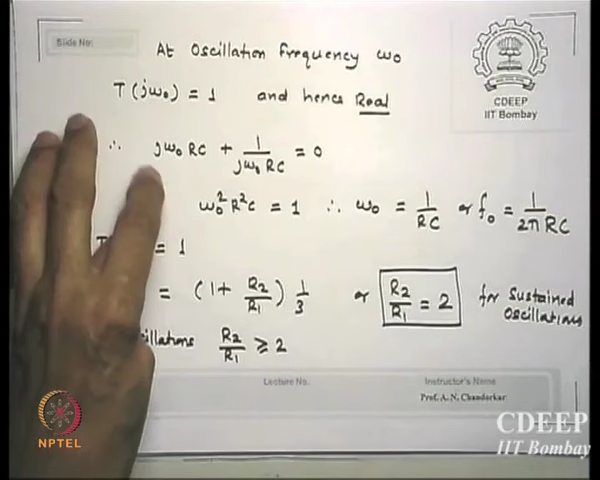 Slide No:
At Oscillation Frequency ω₀
T(jω₀) = 1 and hence Real
∴ jω₀ RC + 1/(jω₀ RC) = 0
ω₀² R² C = 1 ∴ ω₀ = 1/(RC) or f₀ = 1/(2π RC)
= 1
= (1 + R₂/R₁) 1/3 or R₂/R₁ = 2 for Sustained Oscillations
R₂/R₁ ≥ 2
Lecture No.
Instructor's Name
Prof. A. N. Chandorkar
CDEEP
IIT Bombay
NPTEL
CDEEP
IIT Bombay